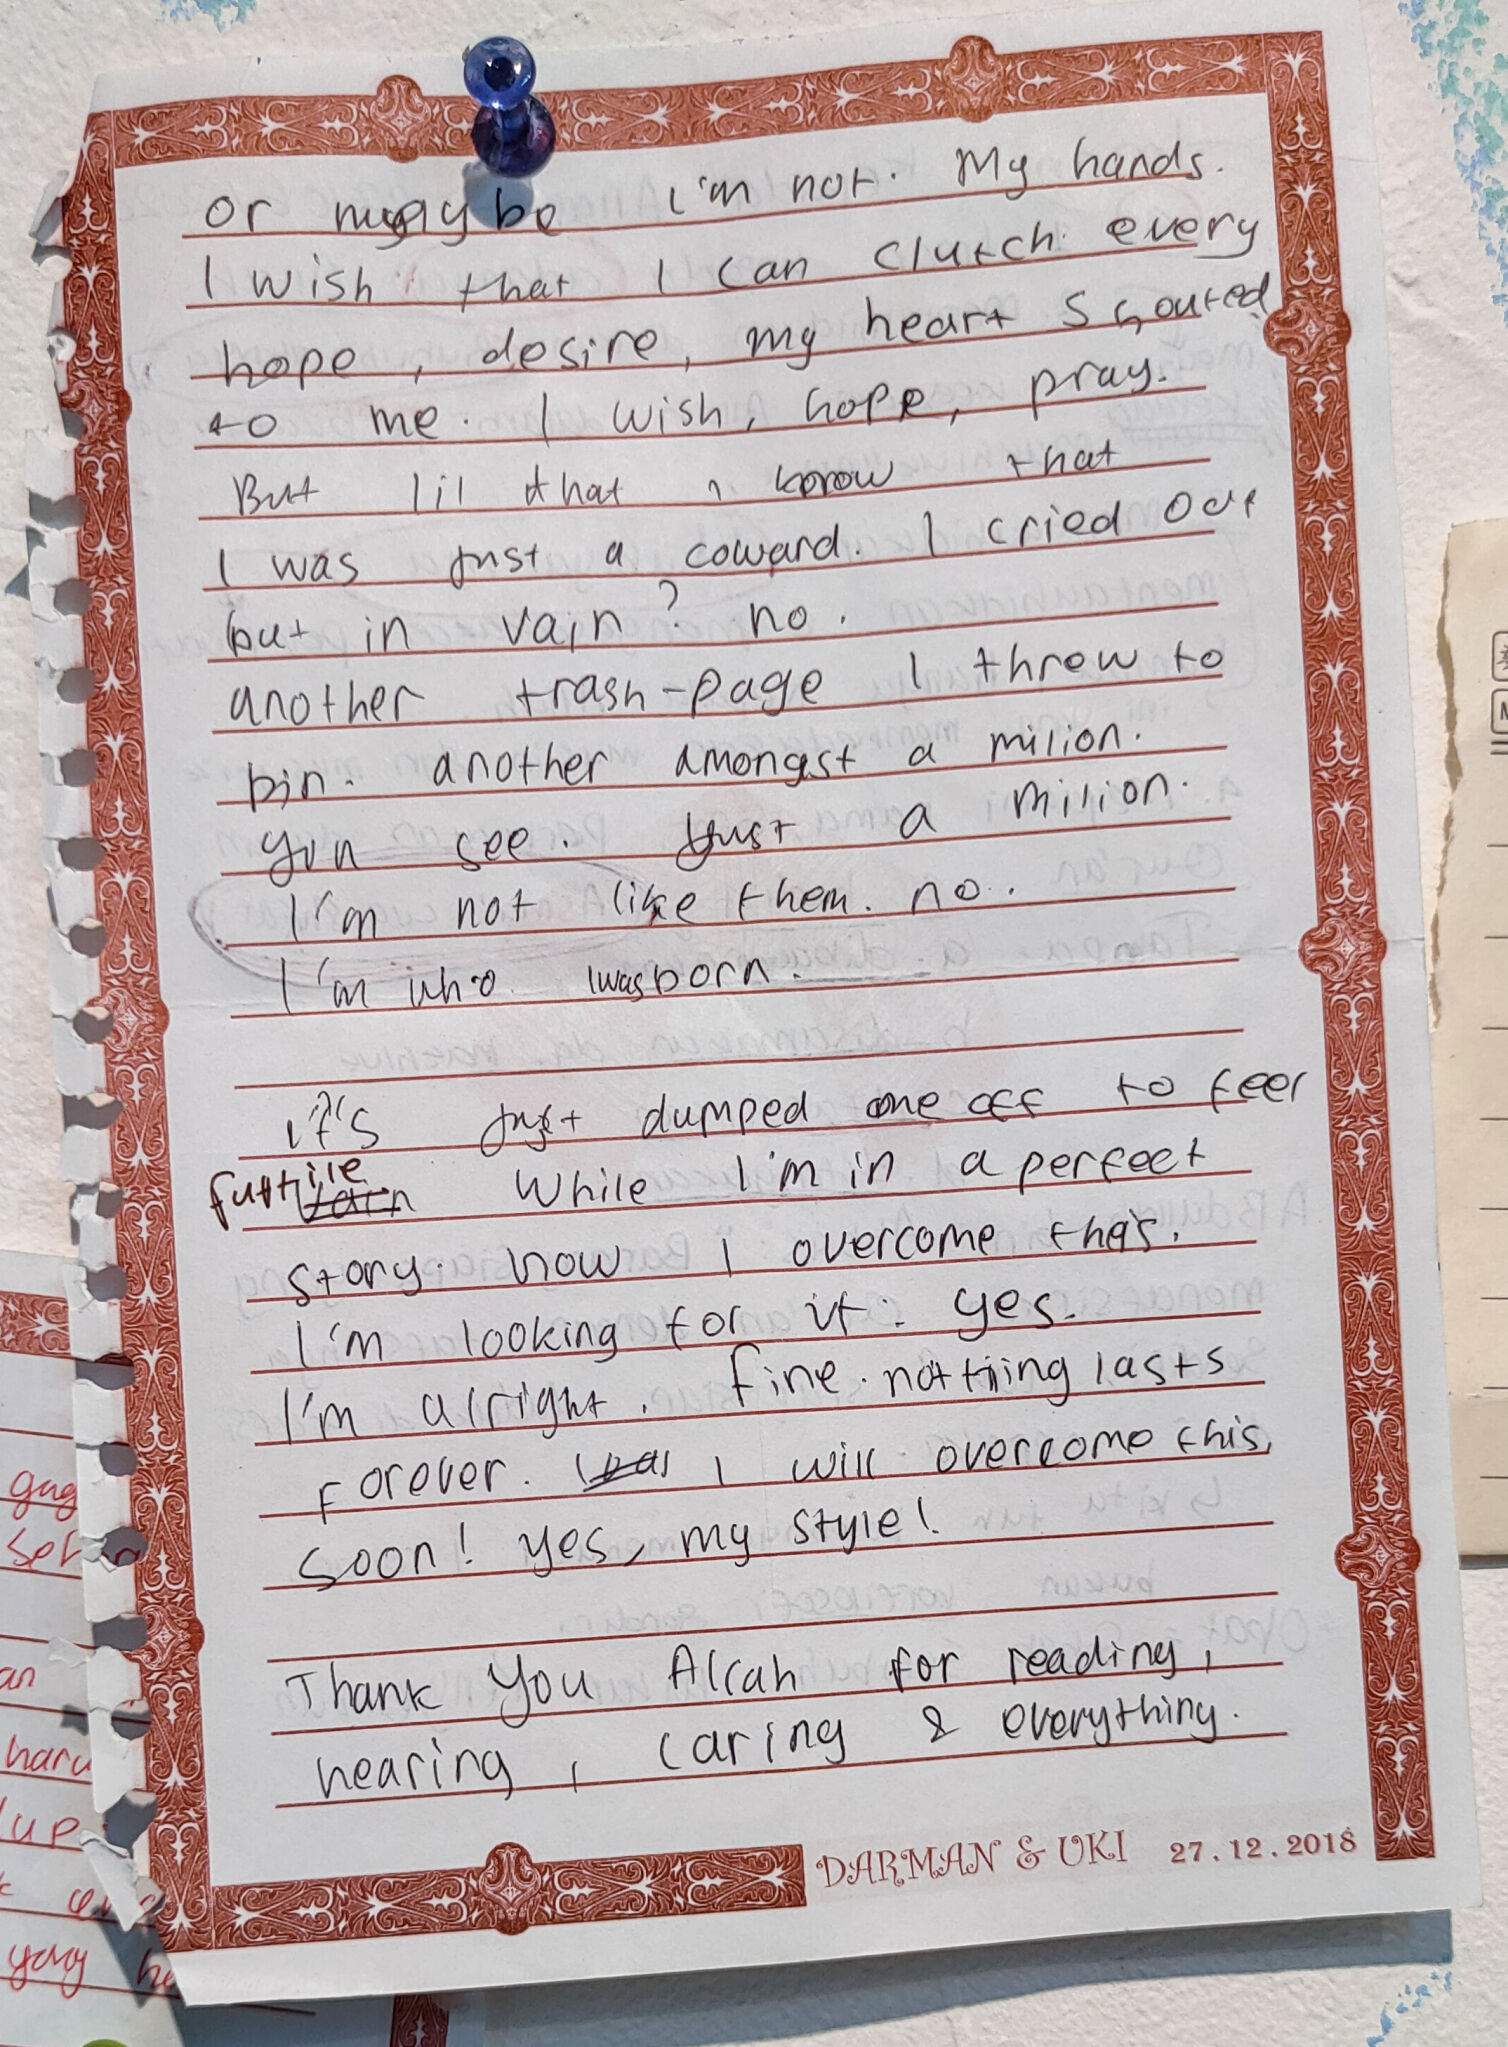 or maybe I'm not. My hands.
I wish that I can clutch every
hope, desire, my heart shouted
to me. I wish, hope, pray.
But lil that I know that
I was just a coward. I cried out
but in vain? no.
another trash-page I threw to
bin. another amongst a milion.
you see. Just a milion.
I'm not like them. no.
I'm who I was born.
it's just dumped one off to feel
futtile While I'm in a perfect
story. how I overcome this.
I'm looking for it. yes.
I'm alright. fine. nothing lasts
Forever. I will overcome this,
soon! yes, my style!
Thank you Allah for reading,
hearing, caring & everything.
DARMAN & UKI 27.12.2018
gag
an
haru
up
yang he